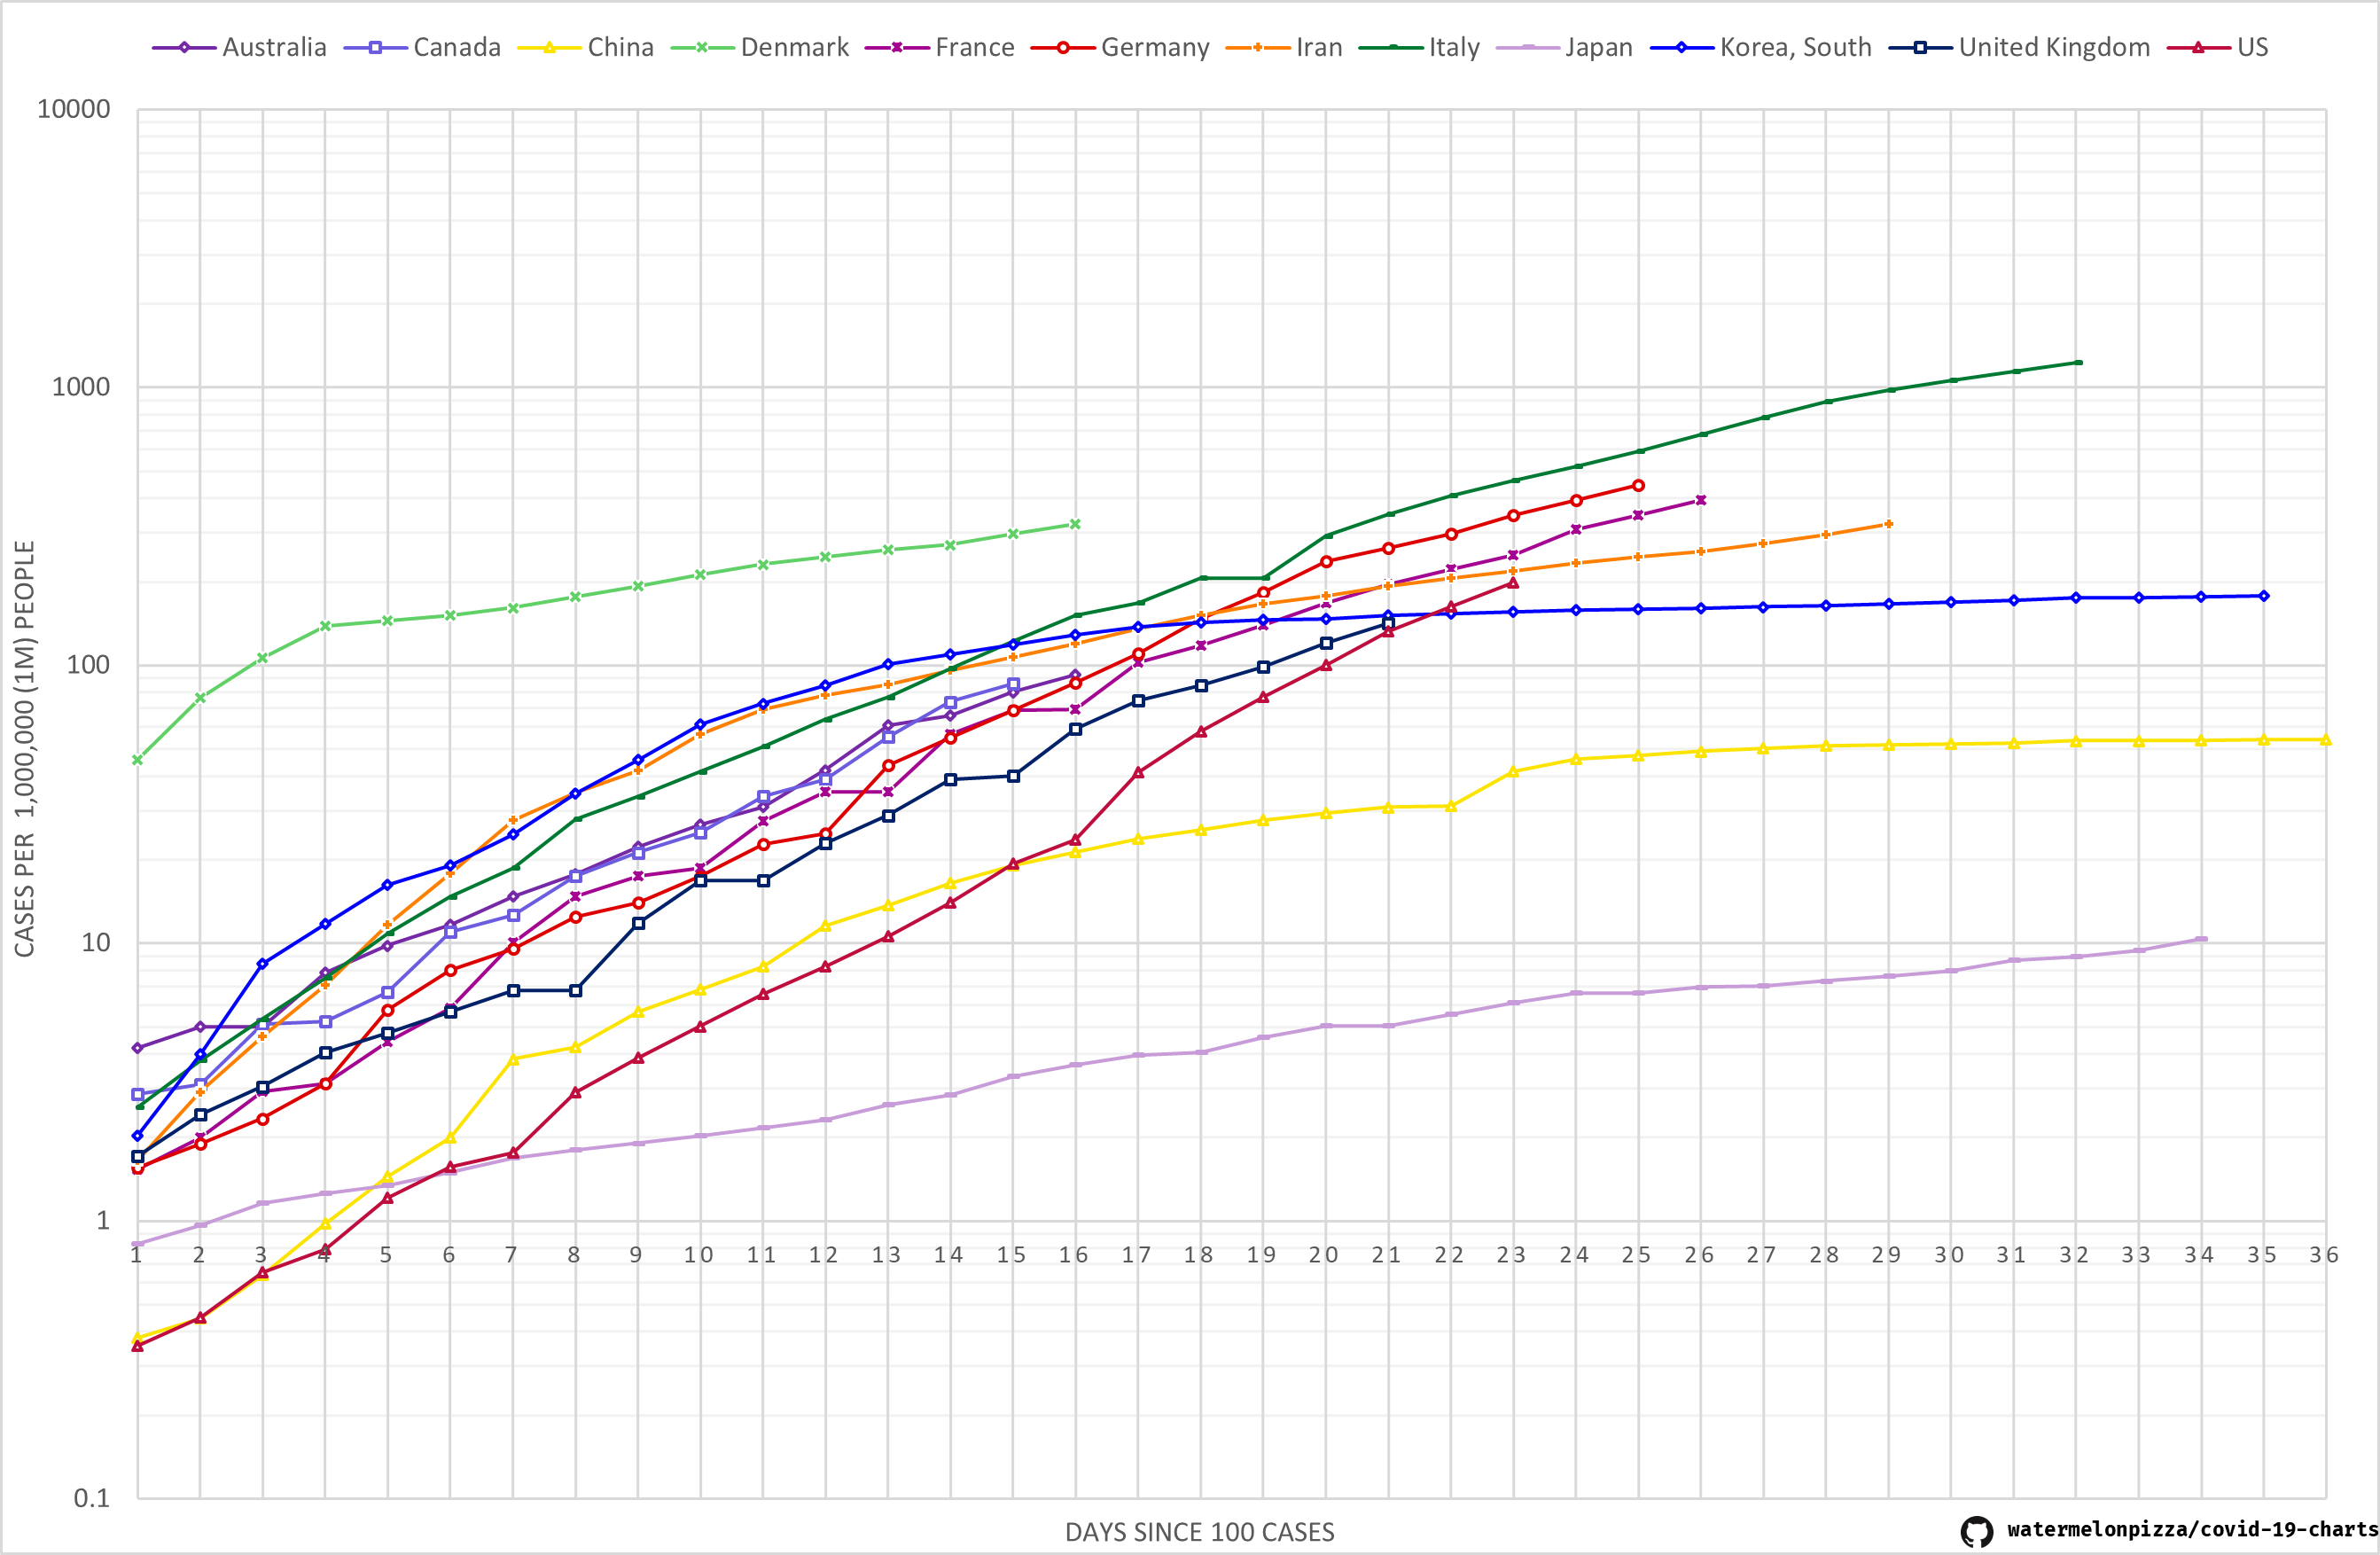 Australia Canada China Denmark France Germany Iran Italy Japan Korea, South United Kingdom US
10000
1000
100
10
1
0.1
CASES PER 1,000,000 (1M) PEOPLE
1 2 3 4 5 6 7 8 9 10 11 12 13 14 15 16 17 18 19 20 21 22 23 24 25 26 27 28 29 30 31 32 33 34 35 36
DAYS SINCE 100 CASES
watermelonpizza/covid-19-charts